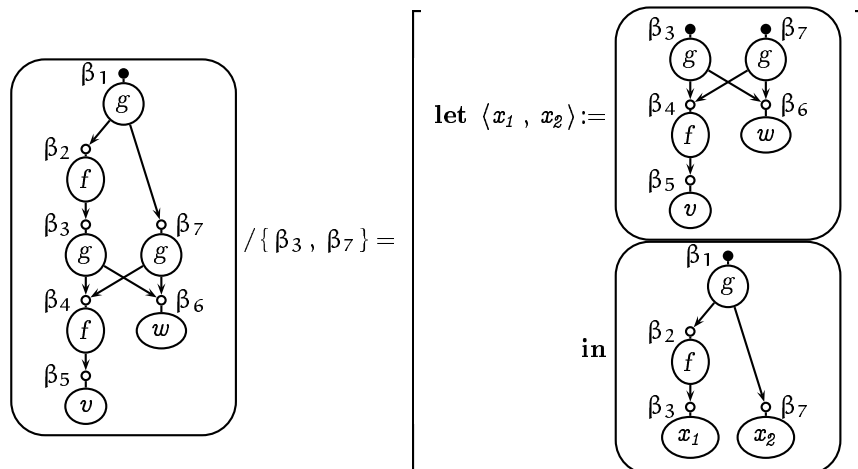 β1
g
β2
f
β3 β7
g g
β4 β6
f w
β5
v
/{ β3 , β7 } =
let ⟨x1 , x2⟩:=
β3 β7
g g
β4 β6
f w
β5
v
in
β1
g
β2
f
β3 β7
x1 x2